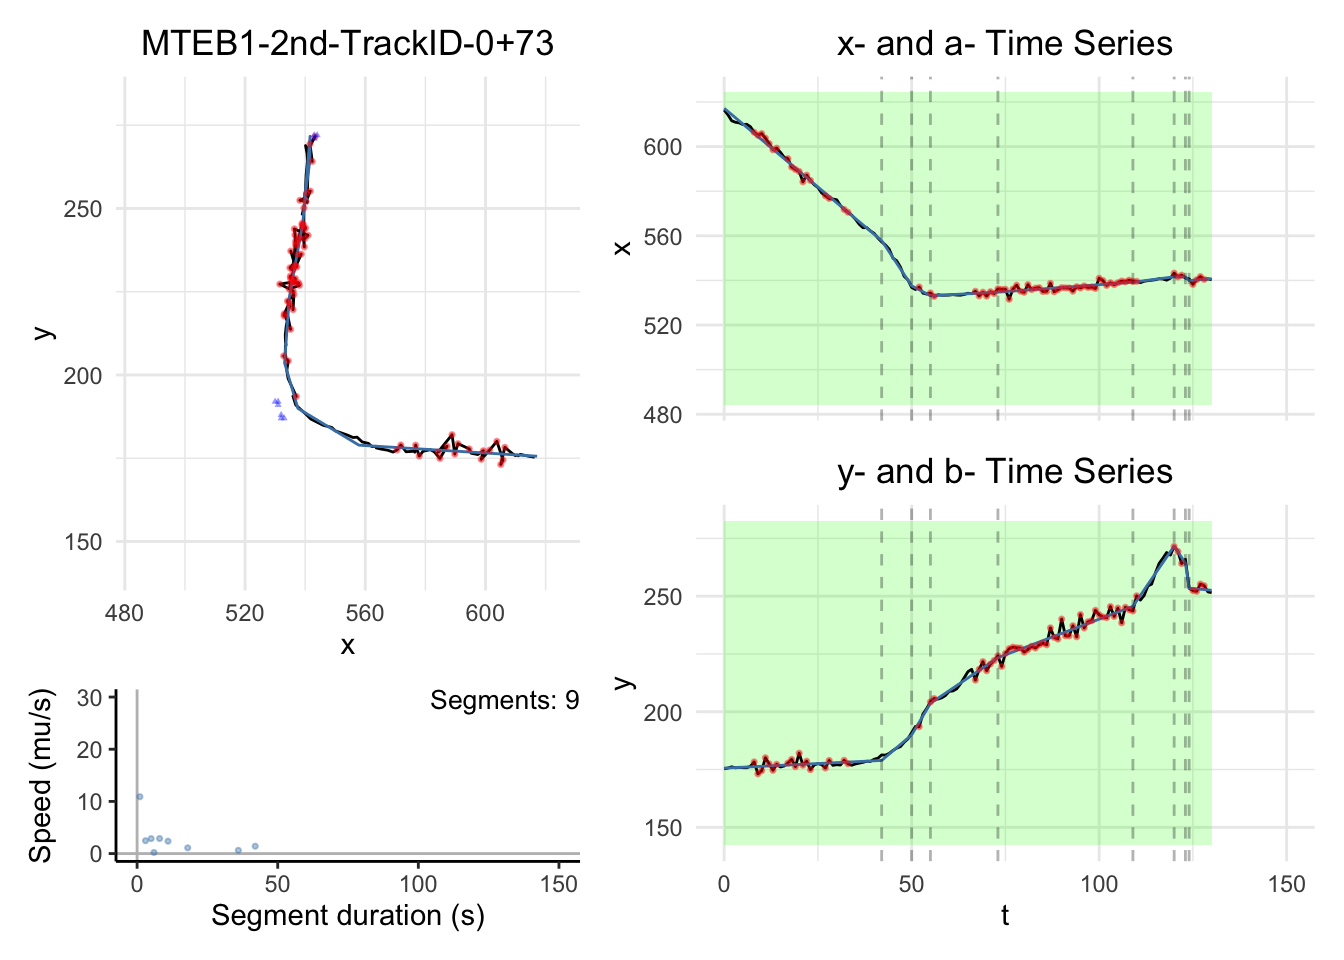 MTEB1-2nd-TrackID-0+73
250
200
150
y
480
520
560
600
x
Segments: 9
30
20
10
0
Speed (mu/s)
0
50
100
150
Segment duration (s)
x- and a- Time Series
600
560
520
480
x
y- and b- Time Series
250
200
150
y
0
50
100
150
t